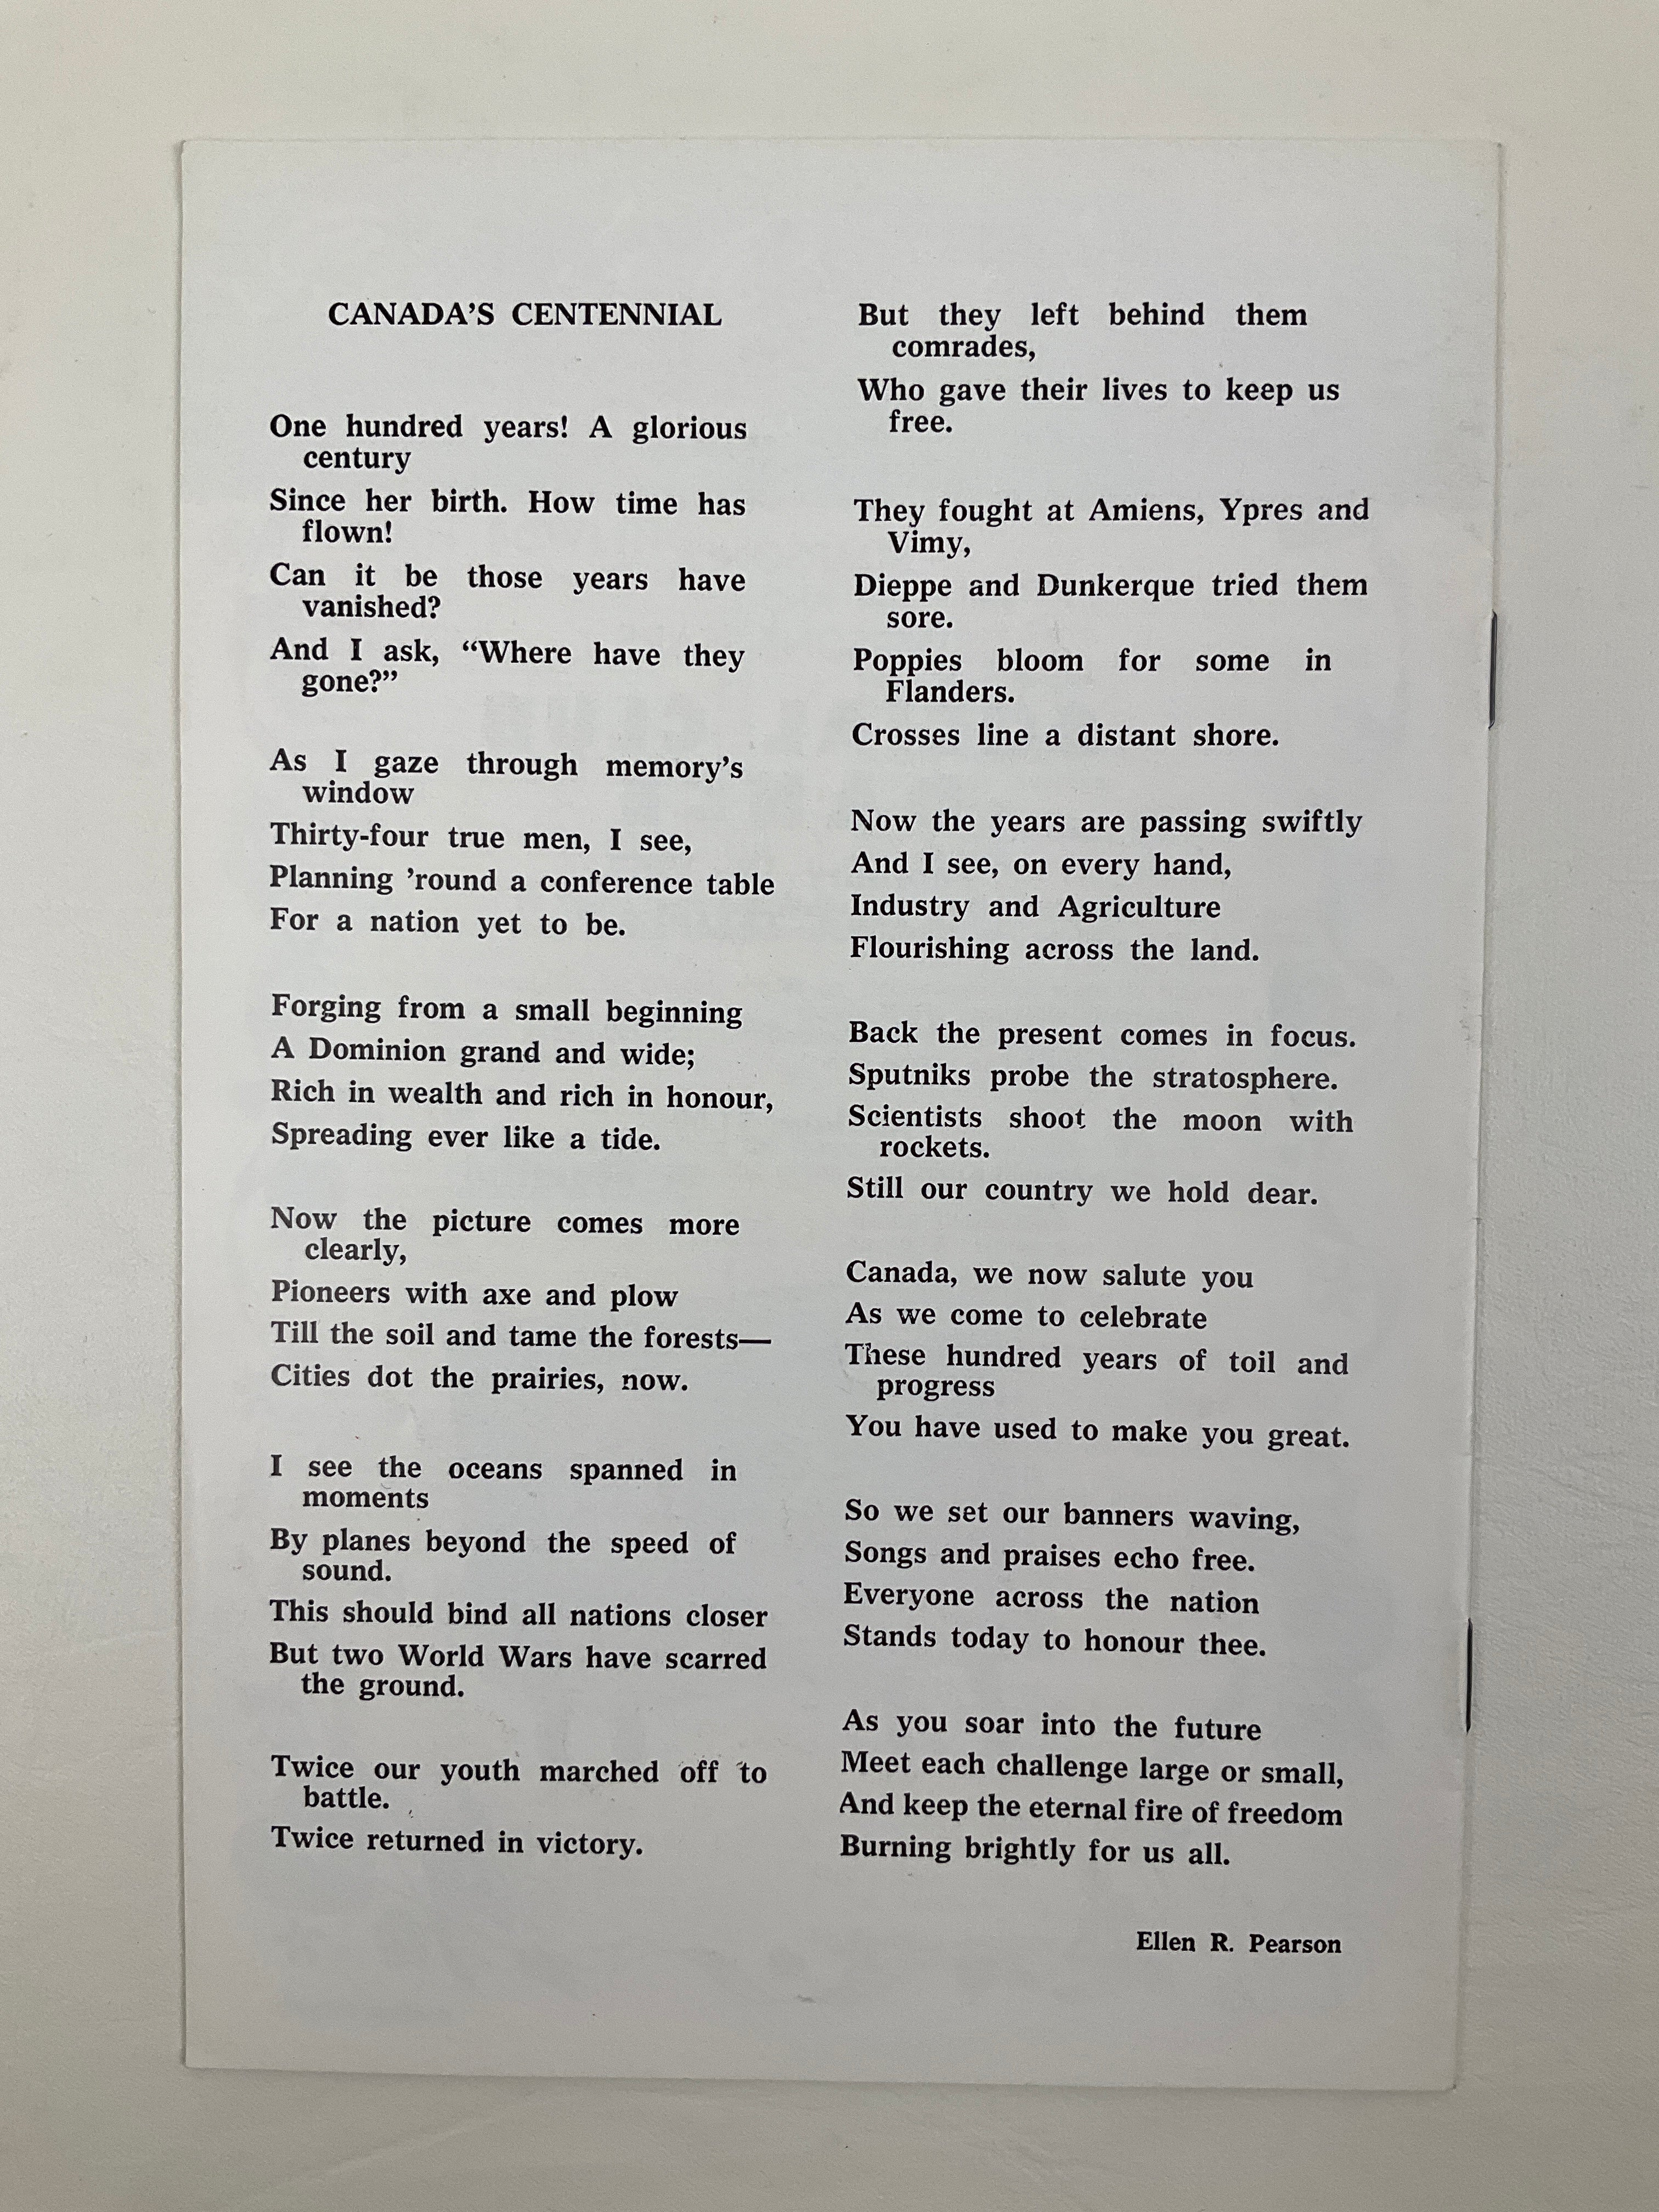 CANADA'S CENTENNIAL
One hundred years! A glorious
century
Since her birth. How time has
flown!
Can it be those years have
vanished?
And I ask, “Where have they
gone?”
As I gaze through memory's
window
Thirty-four true men, I see,
Planning ’round a conference table
For a nation yet to be.
Forging from a small beginning
A Dominion grand and wide;
Rich in wealth and rich in honour,
Spreading ever like a tide.
Now the picture comes more
clearly,
Pioneers with axe and plow
Till the soil and tame the forests—
Cities dot the prairies, now.
I see the oceans spanned in
moments
By planes beyond the speed of
sound.
This should bind all nations closer
But two World Wars have scarred
the ground.
Twice our youth marched off to
battle.
Twice returned in victory.
But they left behind them
comrades,
Who gave their lives to keep us
free.
They fought at Amiens, Ypres and
Vimy,
Dieppe and Dunkerque tried them
sore.
Poppies bloom for some in
Flanders.
Crosses line a distant shore.
Now the years are passing swiftly
And I see, on every hand,
Industry and Agriculture
Flourishing across the land.
Back the present comes in focus.
Sputniks probe the stratosphere.
Scientists shoot the moon with
rockets.
Still our country we hold dear.
Canada, we now salute you
As we come to celebrate
These hundred years of toil and
progress
You have used to make you great.
So we set our banners waving,
Songs and praises echo free.
Everyone across the nation
Stands today to honour thee.
As you soar into the future
Meet each challenge large or small,
And keep the eternal fire of freedom
Burning brightly for us all.
Ellen R. Pearson